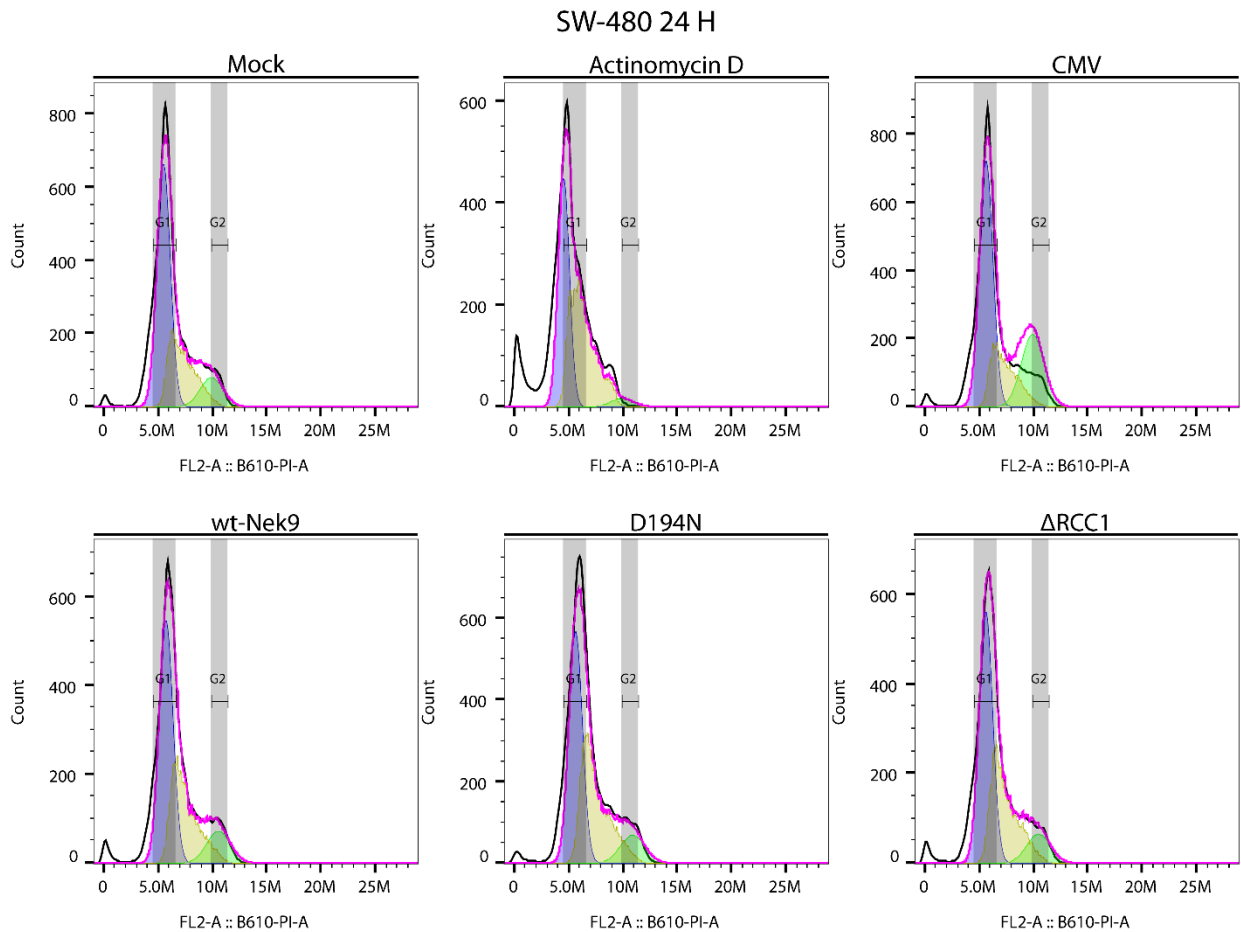 SW-480 24 H
Mock
800
600
400
200
0
Count
G1
G2
0
5.0M
10M
15M
20M
25M
FL2-A :: B610-PI-A
Actinomycin D
600
400
200
0
Count
G1
G2
0
5.0M
10M
15M
20M
25M
FL2-A :: B610-PI-A
CMV
800
600
400
200
0
Count
G1
G2
0
5.0M
10M
15M
20M
25M
FL2-A :: B610-PI-A
wt-Nek9
600
400
200
0
Count
G1
G2
0
5.0M
10M
15M
20M
25M
FL2-A :: B610-PI-A
D194N
600
400
200
0
Count
G1
G2
0
5.0M
10M
15M
20M
25M
FL2-A :: B610-PI-A
ΔRCC1
600
400
200
0
Count
G1
G2
0
5.0M
10M
15M
20M
25M
FL2-A :: B610-PI-A